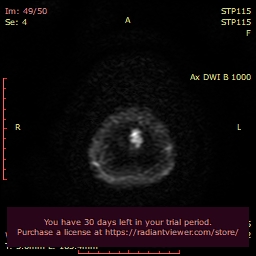 Im: 49/50
Se: 4
A
STP115
STP115
F
Ax DWI B 1000
R
L
You have 30 days left in your trial period.
Purchase a license at https://radiantviewer.com/store/